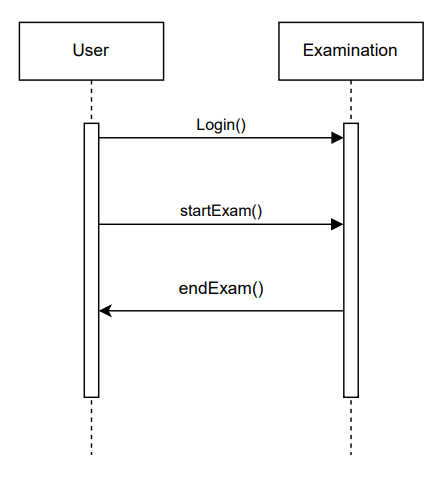 User
Examination
Login()
startExam()
endExam()